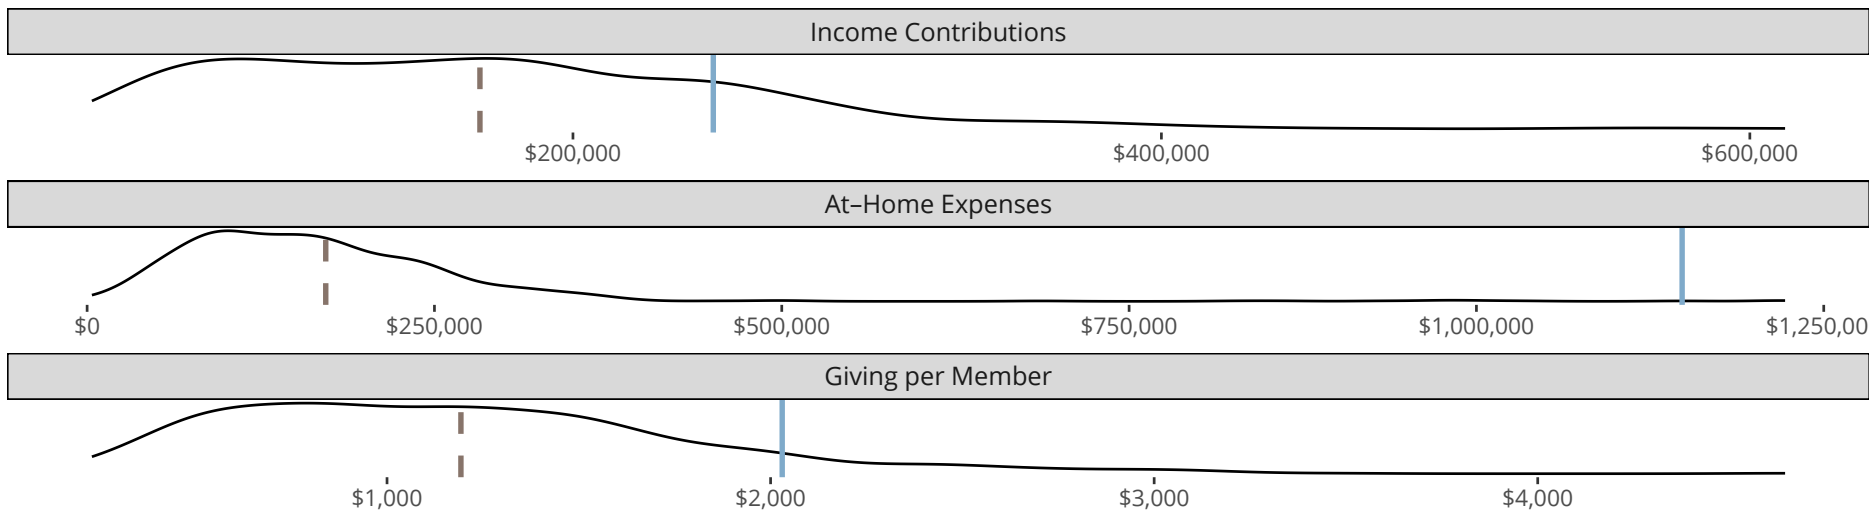 Income Contributions
$200,000 $400,000 $600,000
At–Home Expenses
$0 $250,000 $500,000 $750,000 $1,000,000 $1,250,00
Giving per Member
$1,000 $2,000 $3,000 $4,000